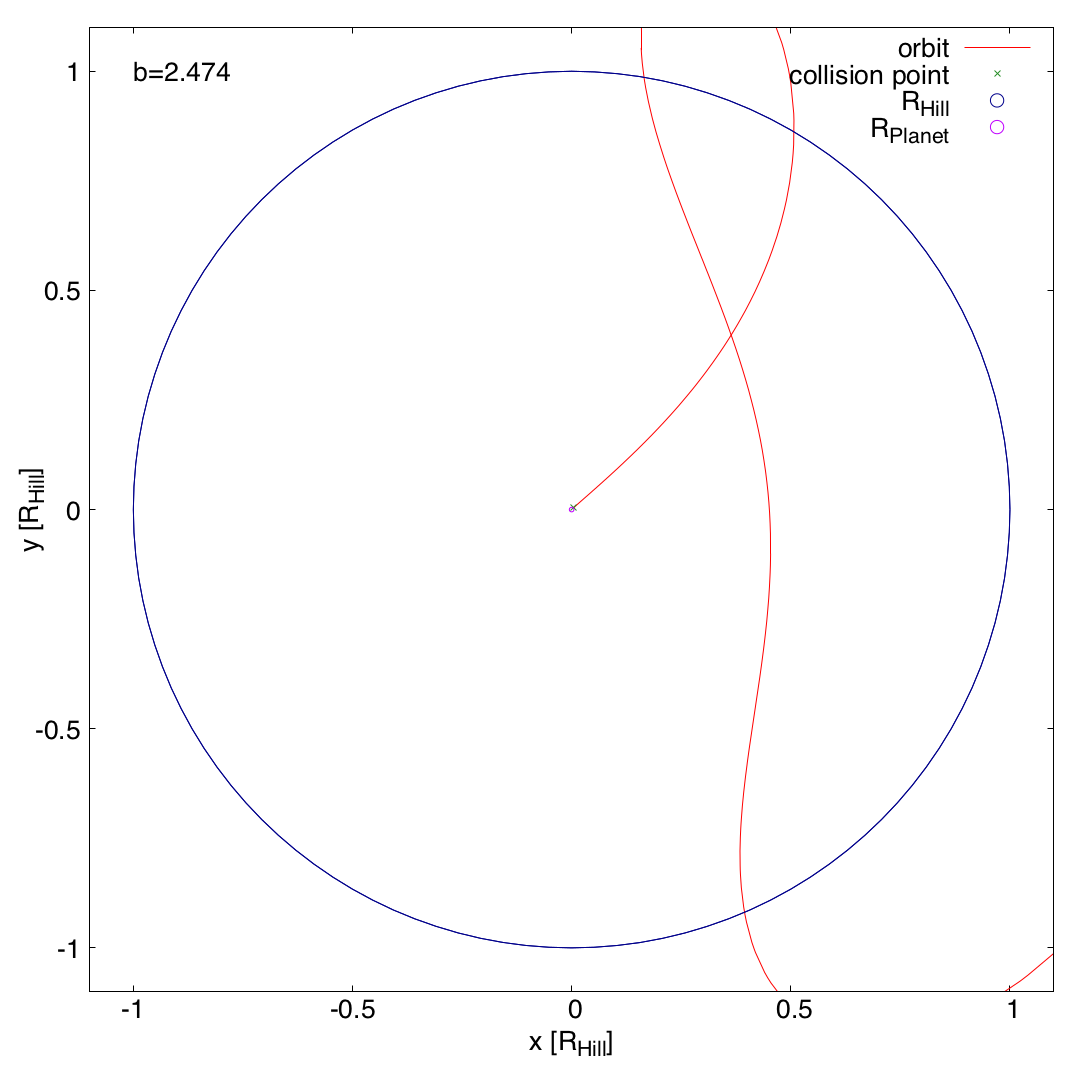 b=2.474
orbit
collision point
R_Hill
R_Planet
1
0.5
0
-0.5
-1
y [R_Hill]
-1
-0.5
0
0.5
1
x [R_Hill]